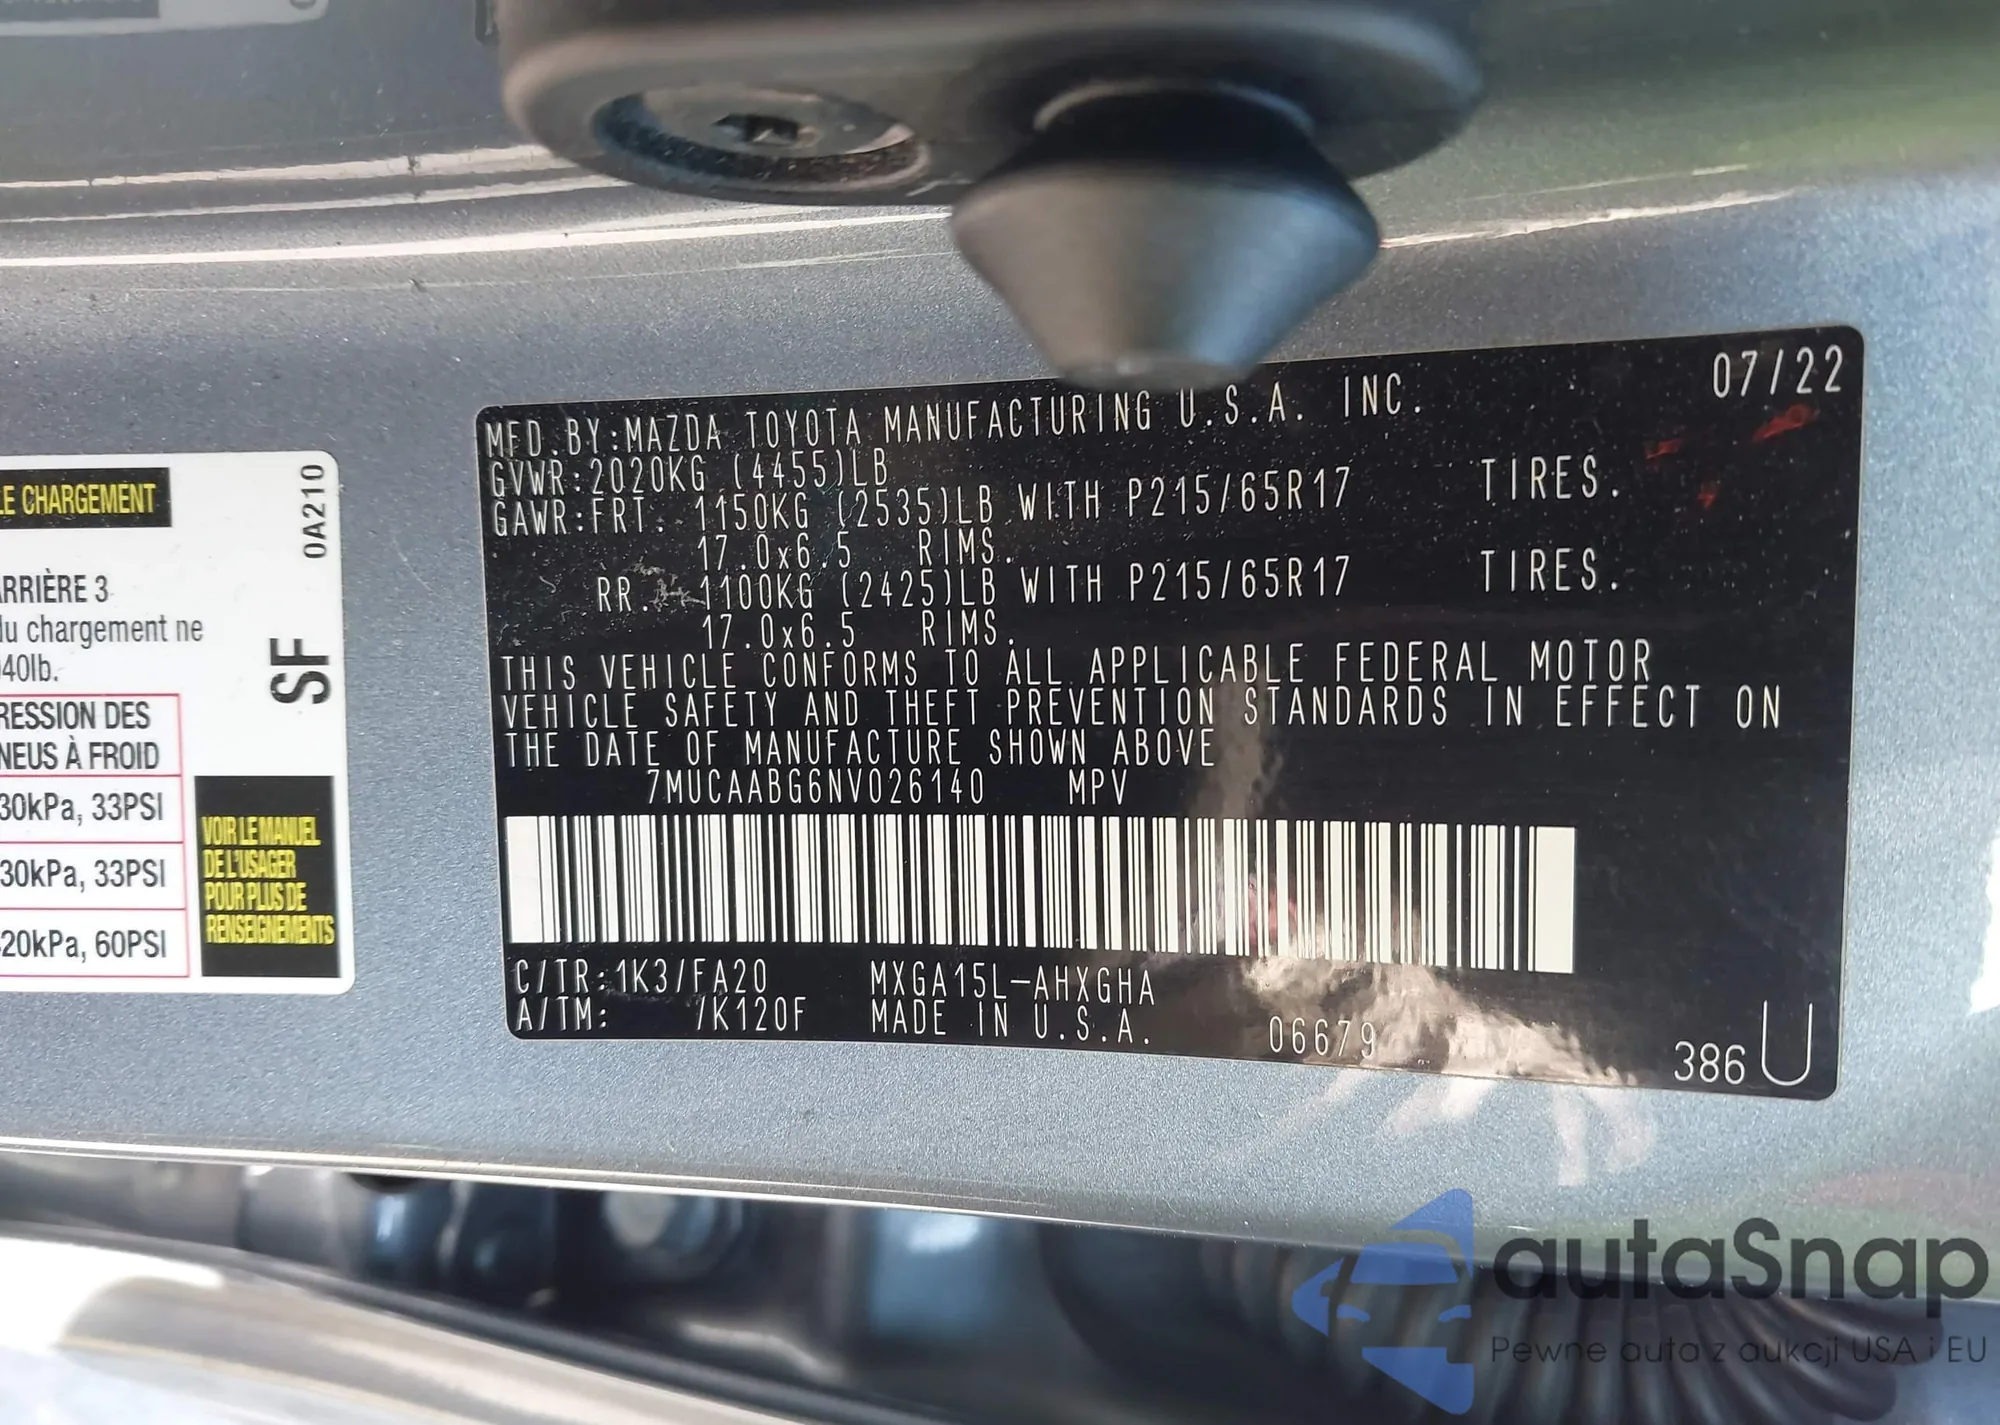 LE CHARGEMENT
0A210
ARRIÈRE 3
du chargement ne
40lb.
SF
RESSION DES
NEUS À FROID
30kPa, 33PSI
30kPa, 33PSI
20kPa, 60PSI
VOIR LE MANUEL
DE L'USAGER
POUR PLUS DE
RENSEIGNEMENTS
07/22
MFD.BY:MAZDA TOYOTA MANUFACTURING U.S.A. INC.
GVWR:2020KG (4455)LB
GAWR:FRT. 1150KG (2535)LB WITH P215/65R17 TIRES.
17.0x6.5 RIMS.
RR. 1100KG (2425)LB WITH P215/65R17 TIRES.
17.0x6.5 RIMS.
THIS VEHICLE CONFORMS TO ALL APPLICABLE FEDERAL MOTOR
VEHICLE SAFETY AND THEFT PREVENTION STANDARDS IN EFFECT ON
THE DATE OF MANUFACTURE SHOWN ABOVE
7MUCAABG6NV026140 MPV
C/TR:1K3/FA20 MXGA15L-AHXGHA
A/TM: /K120F MADE IN U.S.A. 06679
386 U
autaSnap
Pewne auta z aukcji USA i EU